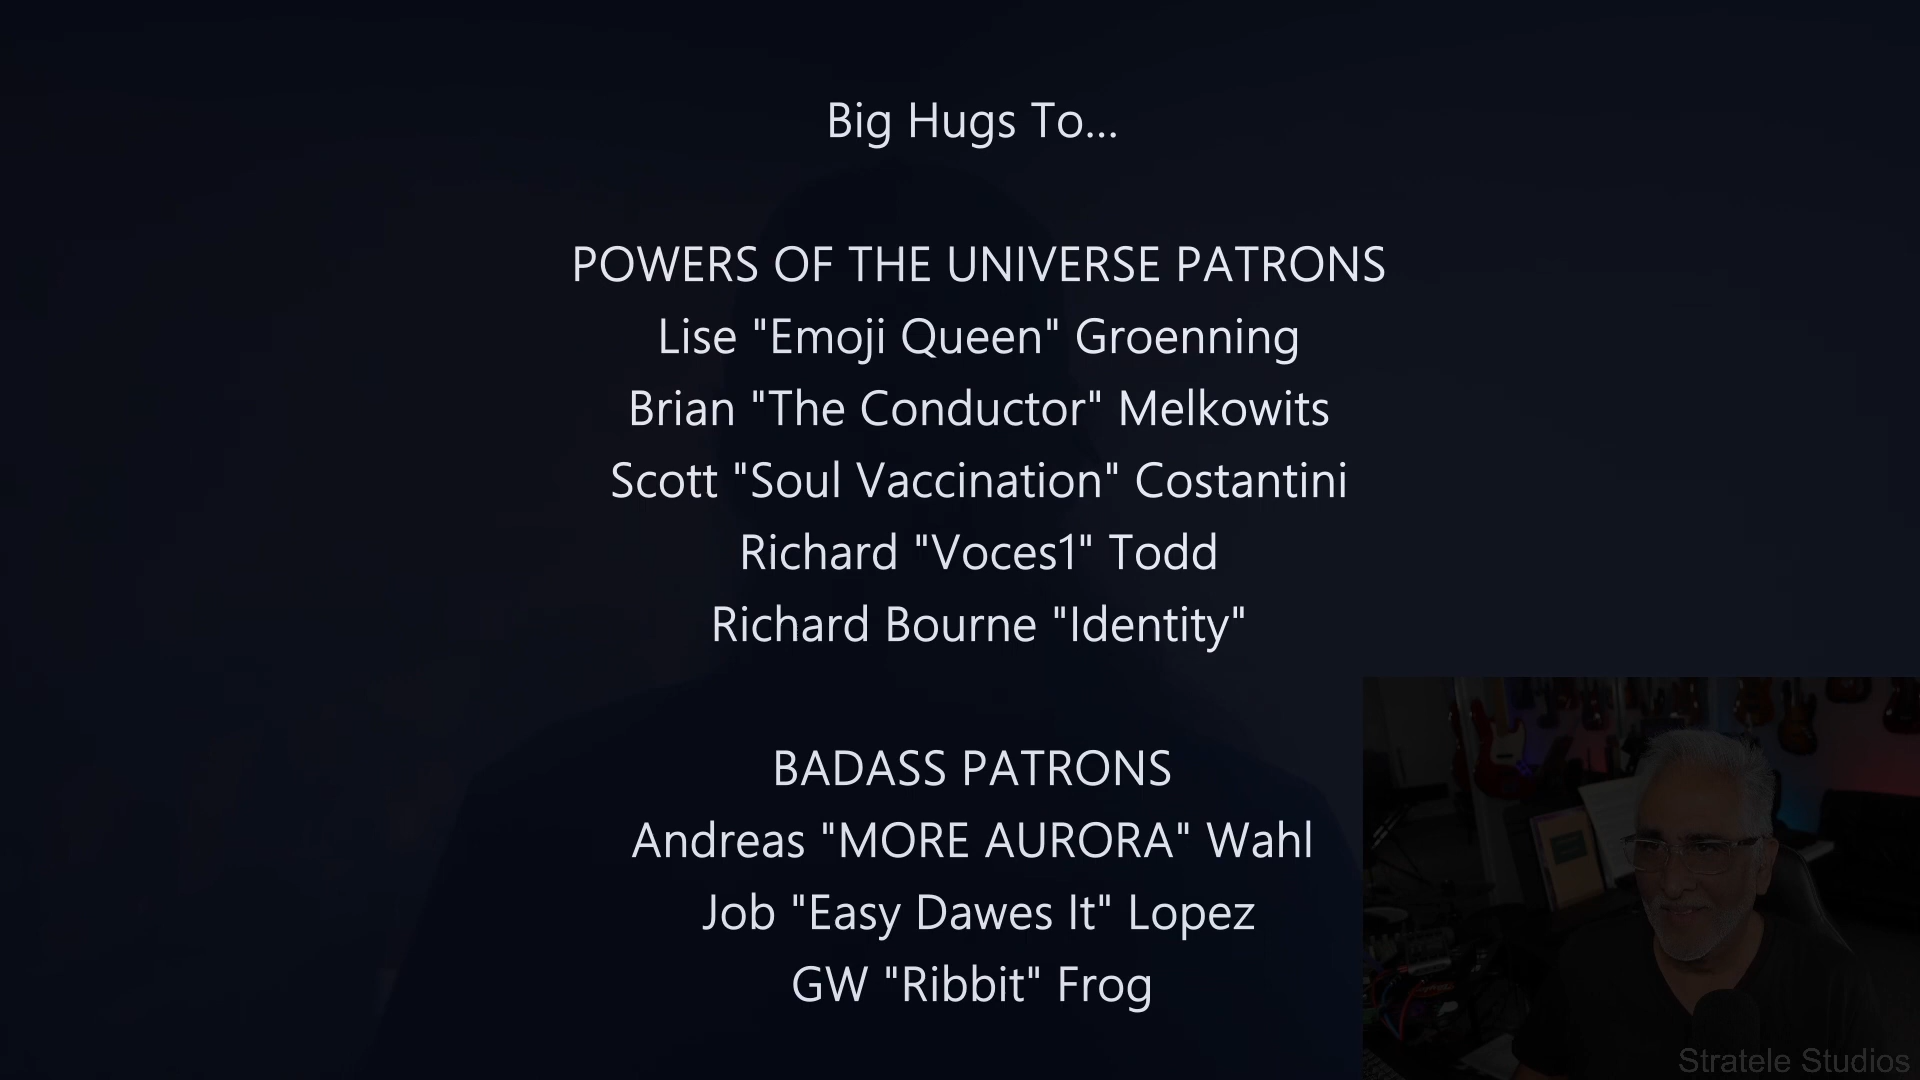 Big Hugs To...
POWERS OF THE UNIVERSE PATRONS
Lise "Emoji Queen" Groenning
Brian "The Conductor" Melkowits
Scott "Soul Vaccination" Costantini
Richard "Voces1" Todd
Richard Bourne "Identity"
BADASS PATRONS
Andreas "MORE AURORA" Wahl
Job "Easy Dawes It" Lopez
GW "Ribbit" Frog
Stratele Studios